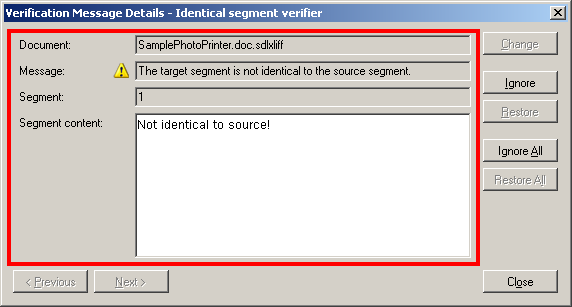 Verification Message Details - Identical segment verifier
Document: SamplePhotoPrinter.doc.sdlxliff
Change
Message: The target segment is not identical to the source segment.
Ignore
Segment: 1
Restore
Segment content: Not identical to source!
Ignore All
Restore All
< Previous
Next >
Close